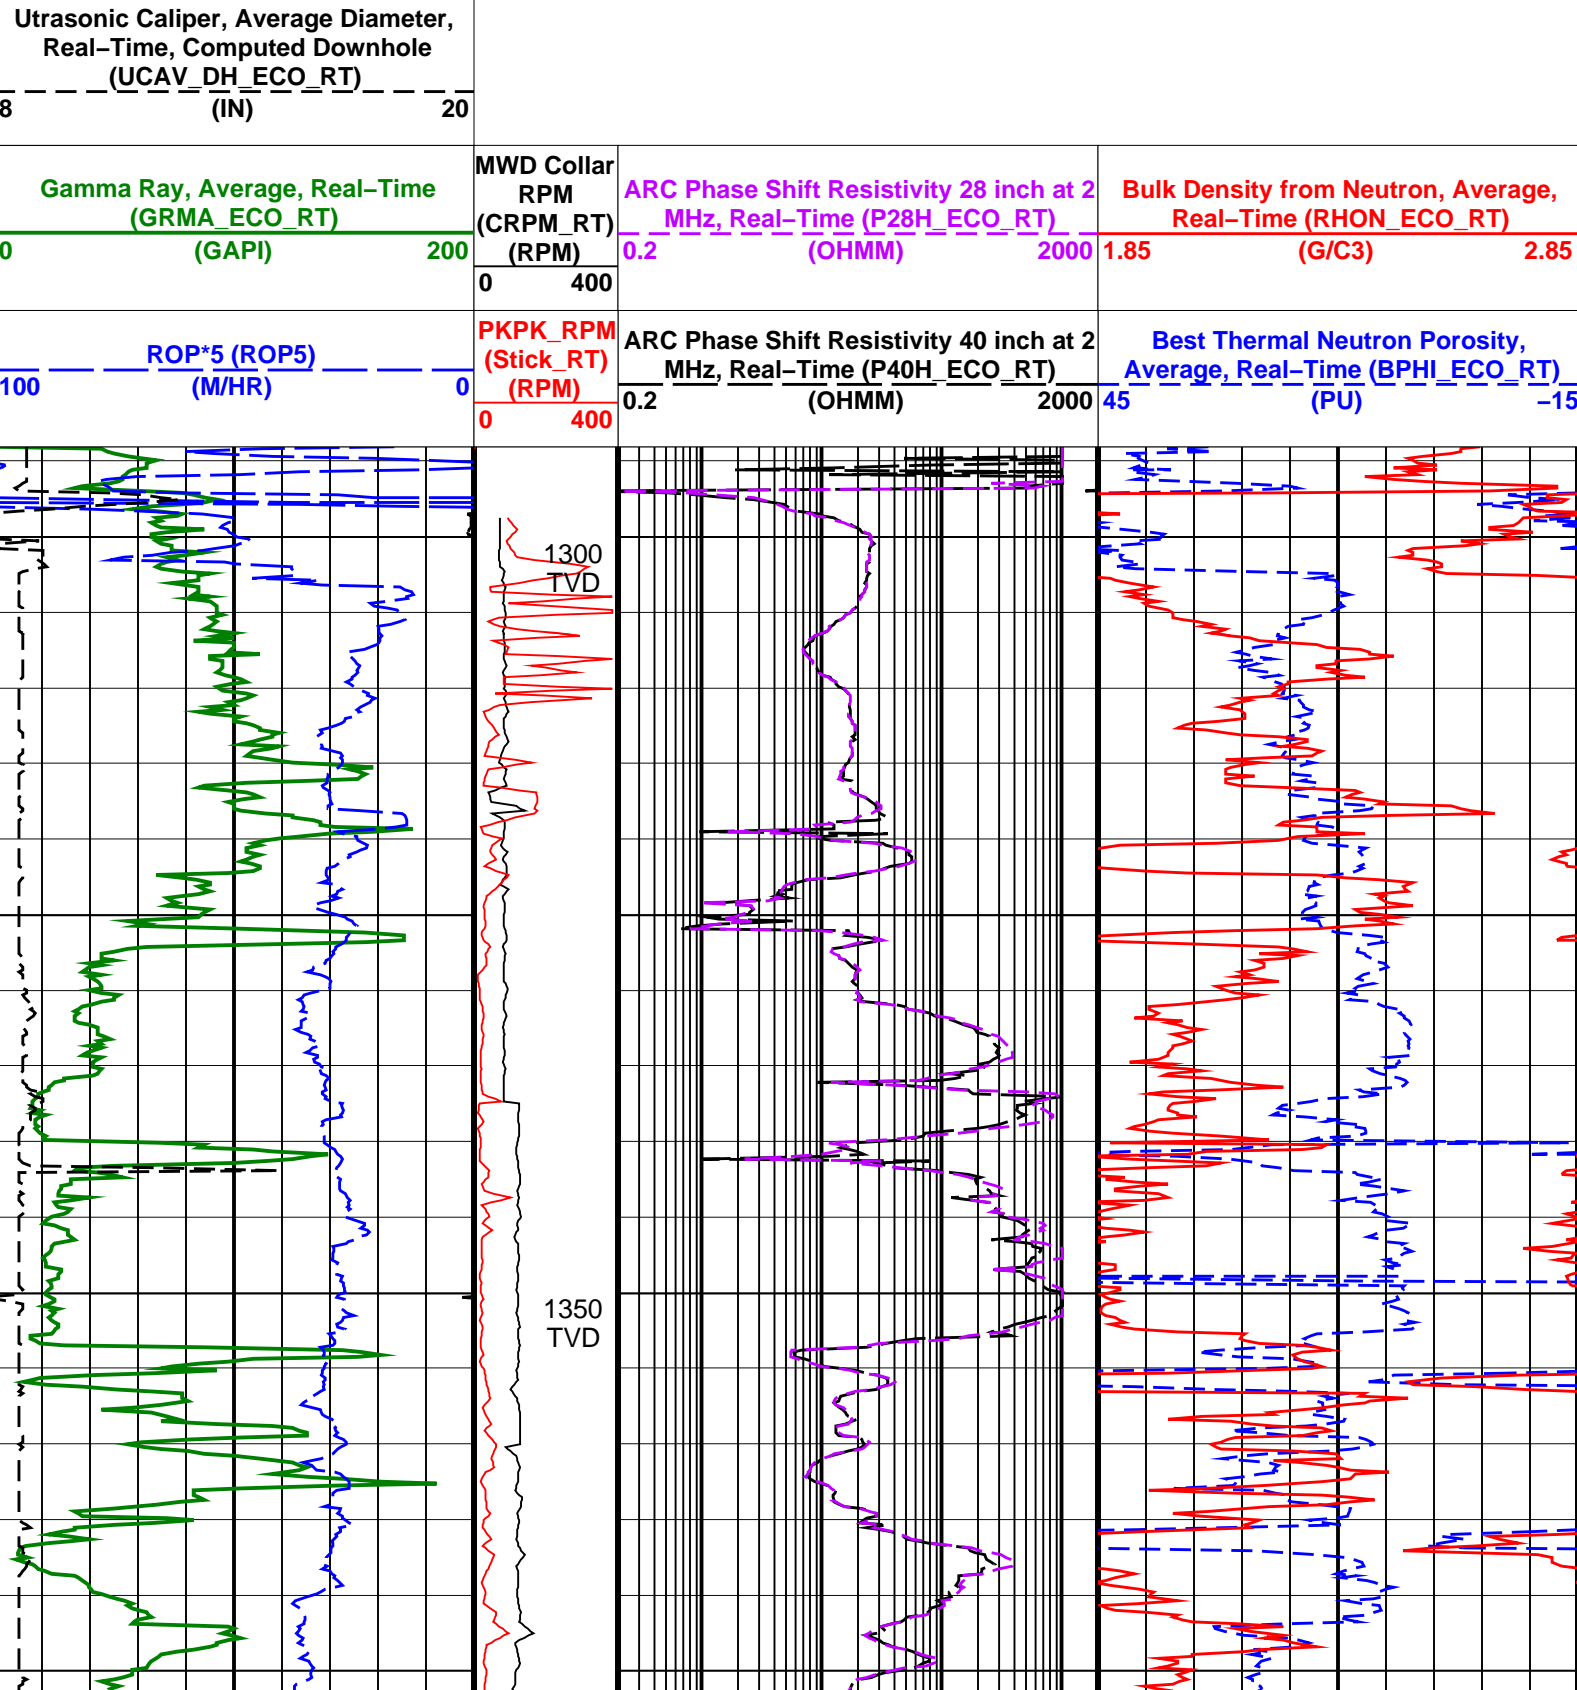 Utrasonic Caliper, Average Diameter,
Real–Time, Computed Downhole
(UCAV_DH_ECO_RT)
8 (IN) 20
Gamma Ray, Average, Real–Time
(GRMA_ECO_RT)
0 (GAPI) 200
ROP*5 (ROP5)
100 (M/HR) 0
MWD Collar
RPM
(CRPM_RT)
(RPM)
0 400
PKPK_RPM
(Stick_RT)
(RPM)
0 400
ARC Phase Shift Resistivity 28 inch at 2
MHz, Real–Time (P28H_ECO_RT)
0.2 (OHMM) 2000
ARC Phase Shift Resistivity 40 inch at 2
MHz, Real–Time (P40H_ECO_RT)
0.2 (OHMM) 2000
Bulk Density from Neutron, Average,
Real–Time (RHON_ECO_RT)
1.85 (G/C3) 2.85
Best Thermal Neutron Porosity,
Average, Real–Time (BPHI_ECO_RT)
45 (PU) –15
1300
TVD
1350
TVD